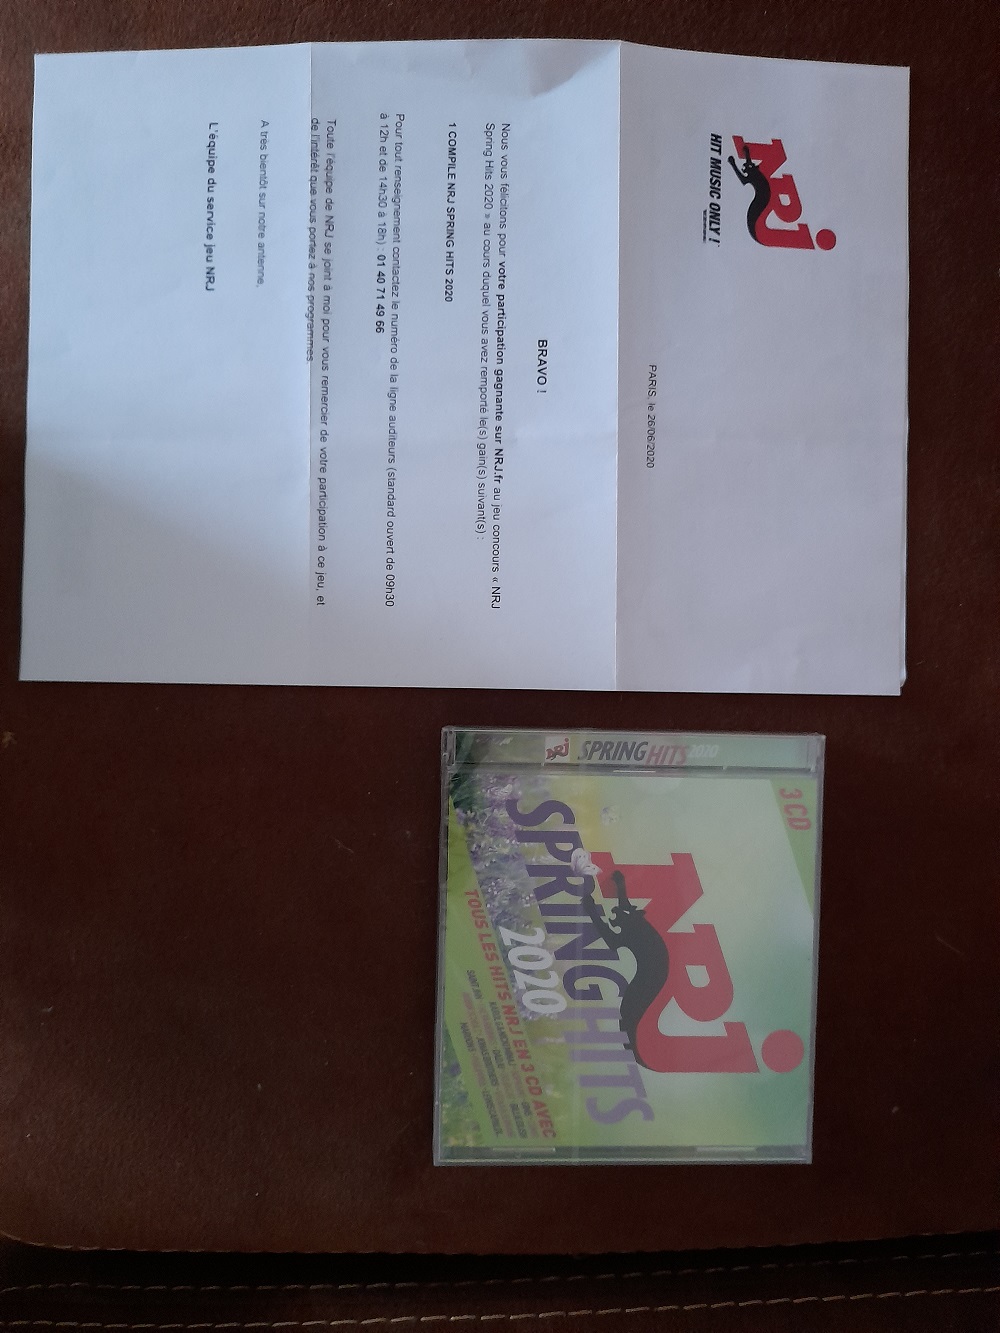 NRJ
HIT MUSIC ONLY !
PARIS, le 26/06/2020
BRAVO !
Nous vous félicitons pour votre participation gagnante sur NRJ.fr au jeu concours « NRJ
Spring Hits 2020 » au cours duquel vous avez remporté le(s) gain(s) suivant(s) :
1 COMPILE NRJ SPRING HITS 2020
Pour tout renseignement contactez le numéro de la ligne auditeurs (standard ouvert de 09h30
à 12h et de 14h30 à 18h) : 01 40 71 49 66
Toute l'équipe de NRJ se joint à moi pour vous remercier de votre participation à ce jeu, et
de l'intérêt que vous portez à nos programmes.
A très bientôt sur notre antenne,
L'équipe du service jeu NRJ
NRJ SPRING HITS 2020
3 CD
NRJ
SPRING HITS
2020
TOUS LES HITS NRJ EN 3 CD AVEC